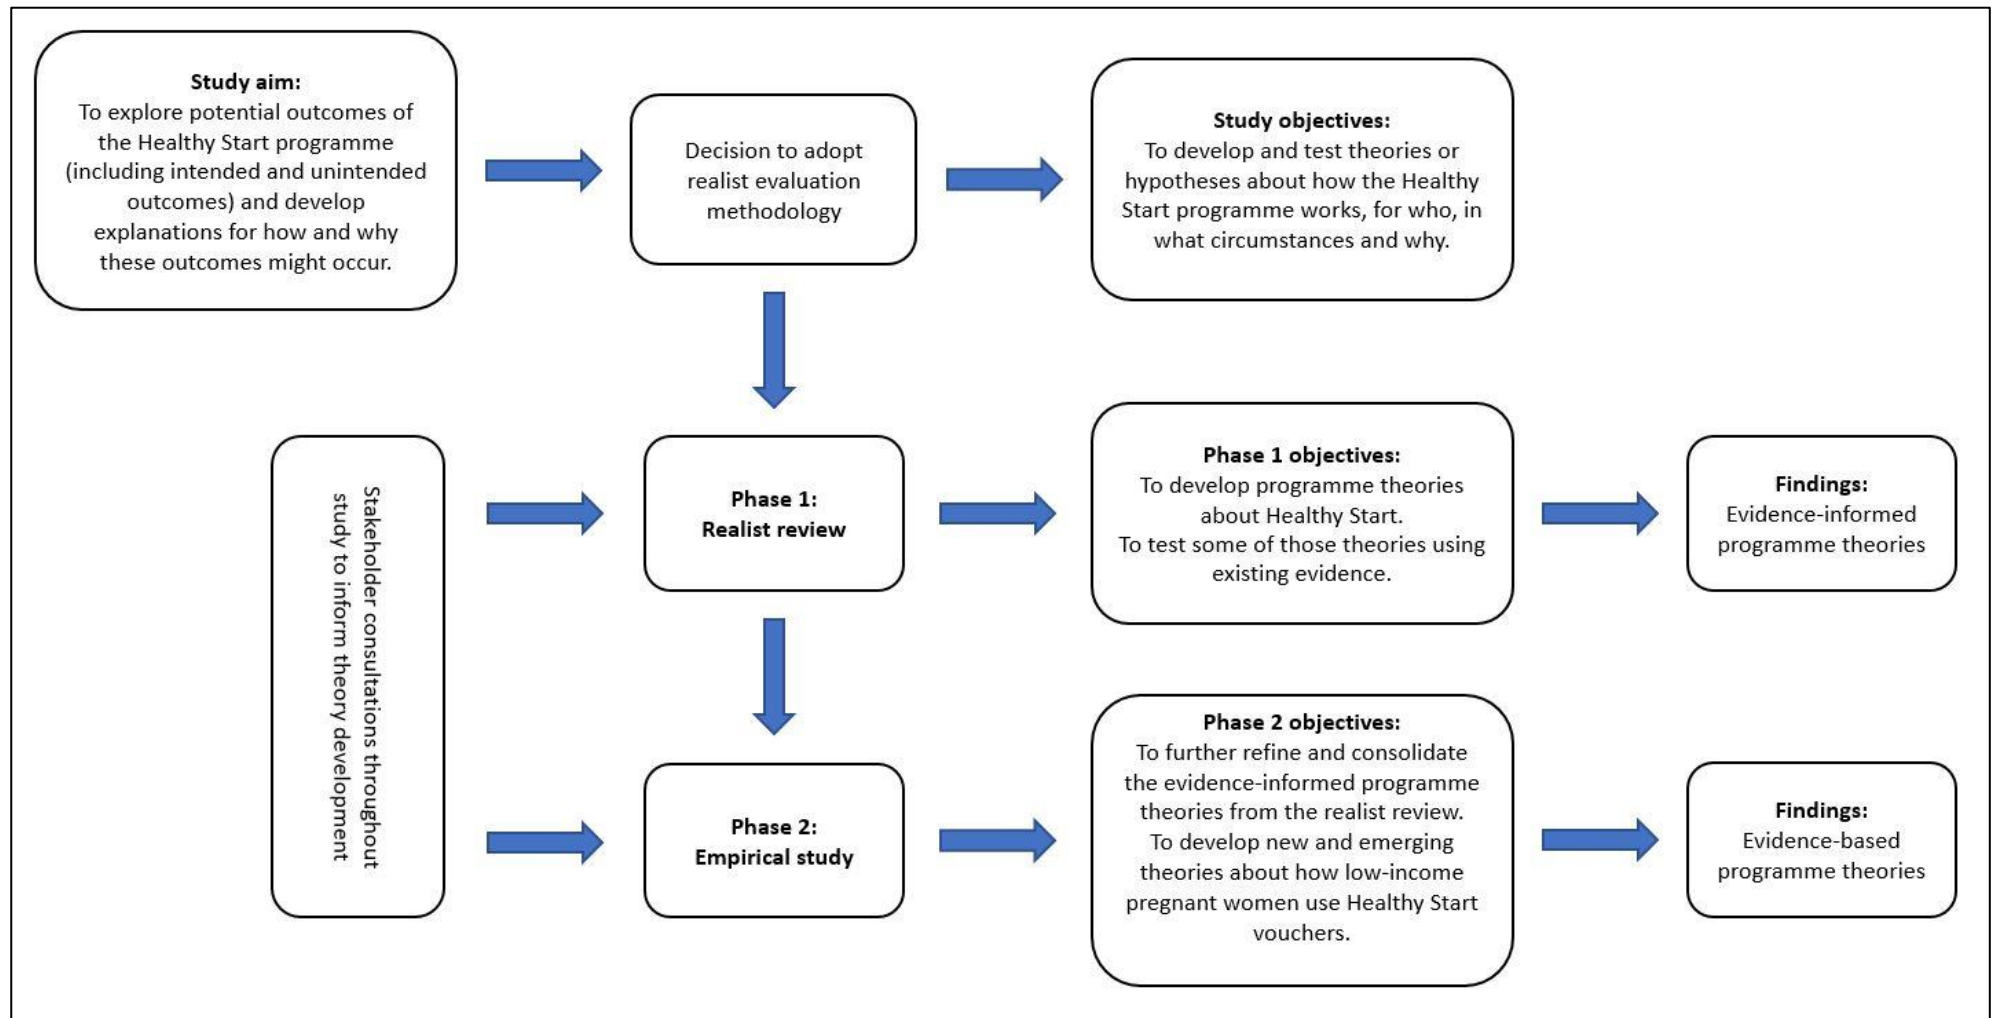 Study aim:
To explore potential outcomes of
the Healthy Start programme
(including intended and unintended
outcomes) and develop
explanations for how and why
these outcomes might occur.
Decision to adopt
realist evaluation
methodology
Study objectives:
To develop and test theories or
hypotheses about how the Healthy
Start programme works, for who, in
what circumstances and why.
Stakeholder consultations throughout
study to inform theory development
Phase 1:
Realist review
Phase 1 objectives:
To develop programme theories
about Healthy Start.
To test some of those theories using
existing evidence.
Findings:
Evidence-informed
programme theories
Phase 2:
Empirical study
Phase 2 objectives:
To further refine and consolidate
the evidence-informed programme
theories from the realist review.
To develop new and emerging
theories about how low-income
pregnant women use Healthy Start
vouchers.
Findings:
Evidence-based
programme theories